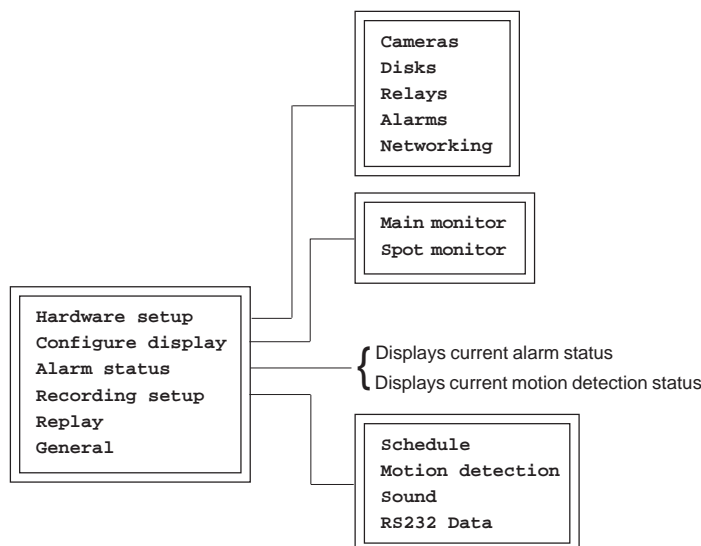 Cameras
Disks
Relays
Alarms
Networking
Main monitor
Spot monitor
Hardware setup
Configure display
Alarm status
Recording setup
Replay
General
Displays current alarm status
Displays current motion detection status
Schedule
Motion detection
Sound
RS232 Data